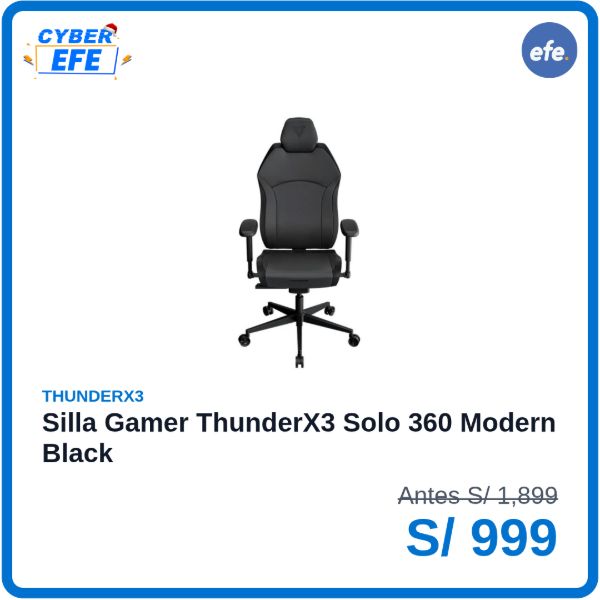 CYBER
EFE
efe.
THUNDERX3
Silla Gamer ThunderX3 Solo 360 Modern
Black
Antes S/ 1,899
S/ 999